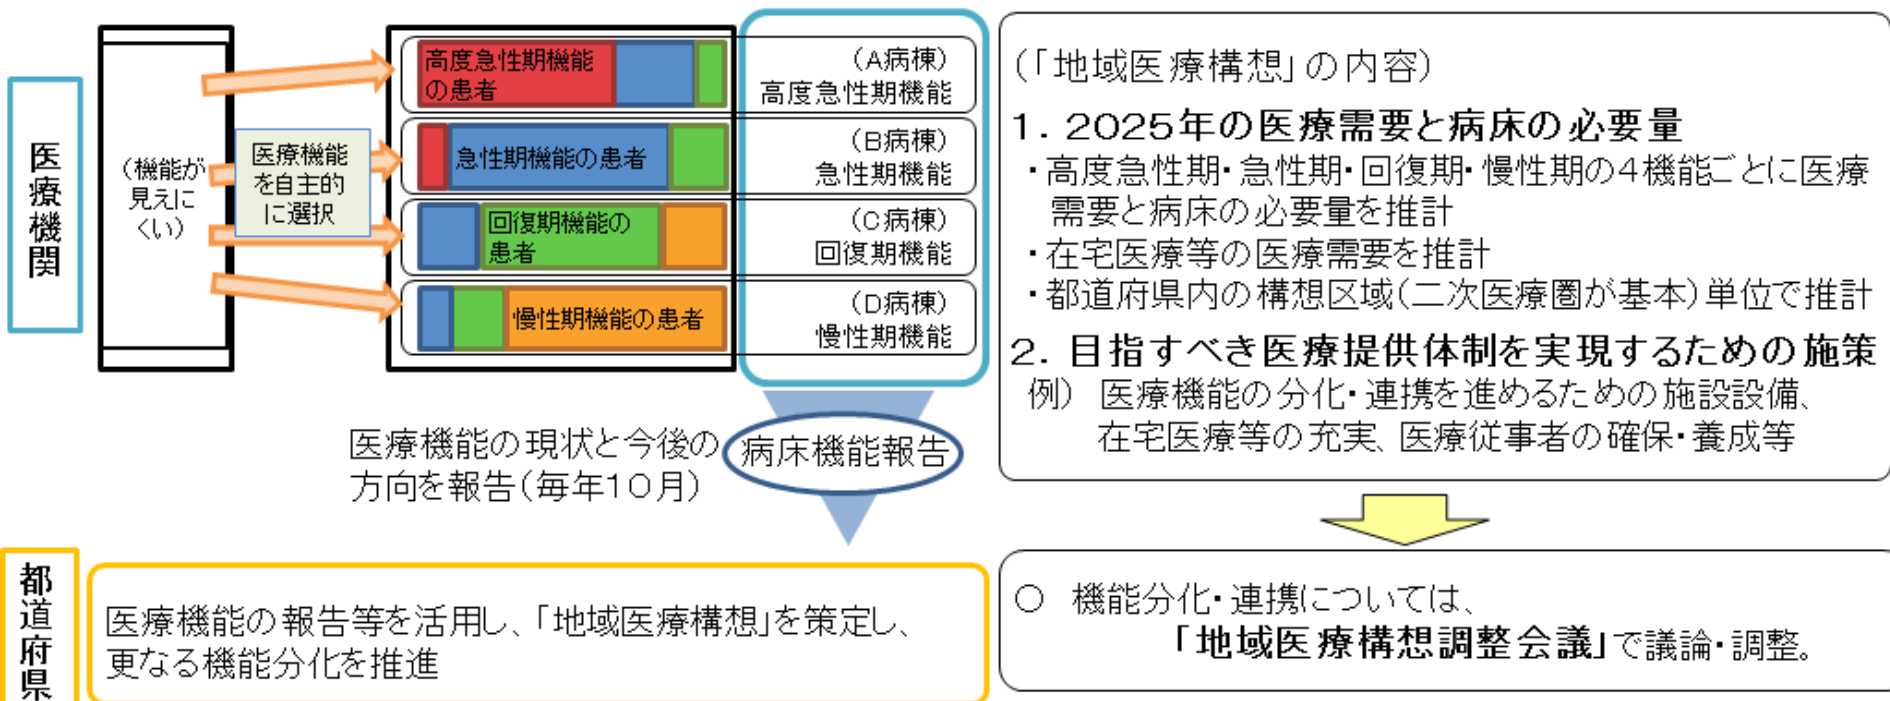 医療機関
(機能が
見えに
くい)
医療機能
を自主的
に選択
高度急性期機能
の患者
(A病棟)
高度急性期機能
急性期機能の患者
(B病棟)
急性期機能
回復期機能の
患者
(C病棟)
回復期機能
慢性期機能の患者
(D病棟)
慢性期機能
医療機能の現状と今後の
方向を報告(毎年10月)
病床機能報告
都道府県
医療機能の報告等を活用し、「地域医療構想」を策定し、
更なる機能分化を推進
(「地域医療構想」の内容)
1. 2025年の医療需要と病床の必要量
・高度急性期・急性期・回復期・慢性期の4機能ごとに医療
需要と病床の必要量を推計
・在宅医療等の医療需要を推計
・都道府県内の構想区域(二次医療圏が基本)単位で推計
2. 目指すべき医療提供体制を実現するための施策
例) 医療機能の分化・連携を進めるための施設設備、
在宅医療等の充実、医療従事者の確保・養成等
○ 機能分化・連携については、
「地域医療構想調整会議」で議論・調整。